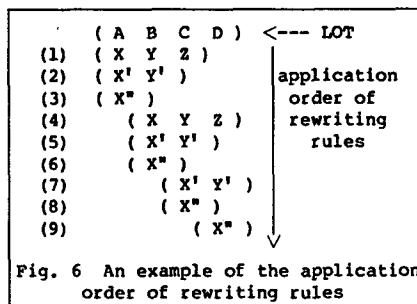 ( A B C D ) <--- LOT
(1) ( X Y Z )
(2) ( X' Y' ) application
(3) ( X" ) order of
(4) ( X Y Z ) rewriting
(5) ( X' Y' ) rules
(6) ( X" )
(7) ( X' Y' )
(8) ( X" )
(9) ( X" )
Fig. 6 An example of the application
order of rewriting rules